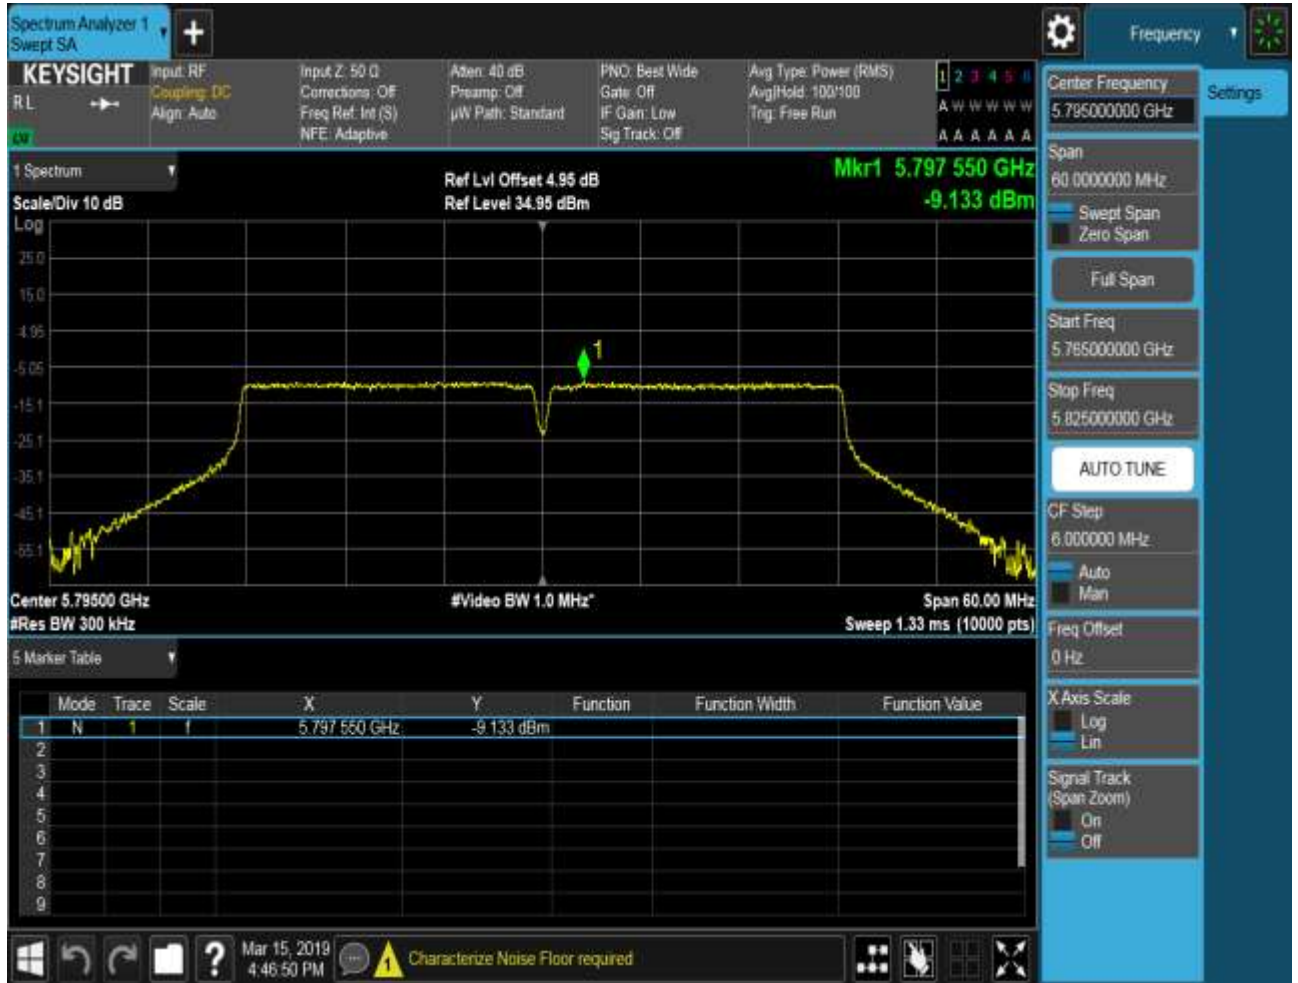 Spectrum Analyzer 1
Swept SA
+
Frequency
KEYSIGHT
R L
Input: RF
Coupling: DC
Align: Auto
Input Z: 50 Ω
Corrections: Off
Freq Ref: Int (S)
NFE: Adaptive
Atten: 40 dB
Preamp: Off
µW Path: Standard
PNO: Best Wide
Gate: Off
IF Gain: Low
Sig Track: Off
Avg Type: Power (RMS)
Avg|Hold: 100/100
Trig: Free Run
1 2 3 4 5 6
A W W W W W
A A A A A A
1 Spectrum
Scale/Div 10 dB
Ref Lvl Offset 4.95 dB
Ref Level 34.95 dBm
Mkr1 5.797 550 GHz
-9.133 dBm
Log
25.0
15.0
4.95
-5.05
-15.1
-25.1
-35.1
-45.1
-55.1
1
Center 5.79500 GHz
#Res BW 300 kHz
#Video BW 1.0 MHz*
Span 60.00 MHz
Sweep 1.33 ms (10000 pts)
5 Marker Table
Mode Trace Scale X Y Function Function Width Function Value
1 N 1 f 5.797 550 GHz -9.133 dBm
2
3
4
5
6
7
8
9
Mar 15, 2019
4:46:50 PM
?
1
Characterize Noise Floor required
Settings
Center Frequency
5.795000000 GHz
Span
60.0000000 MHz
Swept Span
Zero Span
Full Span
Start Freq
5.765000000 GHz
Stop Freq
5.825000000 GHz
AUTO TUNE
CF Step
6.000000 MHz
Auto
Man
Freq Offset
0 Hz
X Axis Scale
Log
Lin
Signal Track
(Span Zoom)
On
Off